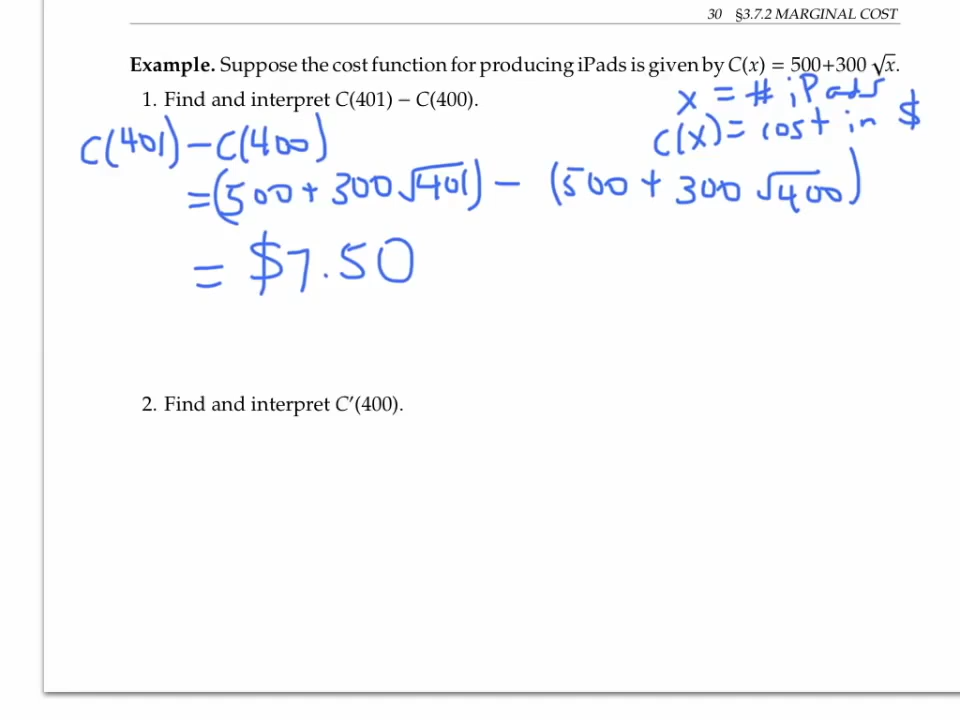 30 §3.7.2 MARGINAL COST
Example. Suppose the cost function for producing iPads is given by C(x) = 500+300 √x.
1. Find and interpret C(401) − C(400).
x = # iPads
C(x) = cost in $
C(401) − C(400)
= (500 + 300 √401) − (500 + 300 √400)
= $7.50
2. Find and interpret C′(400).